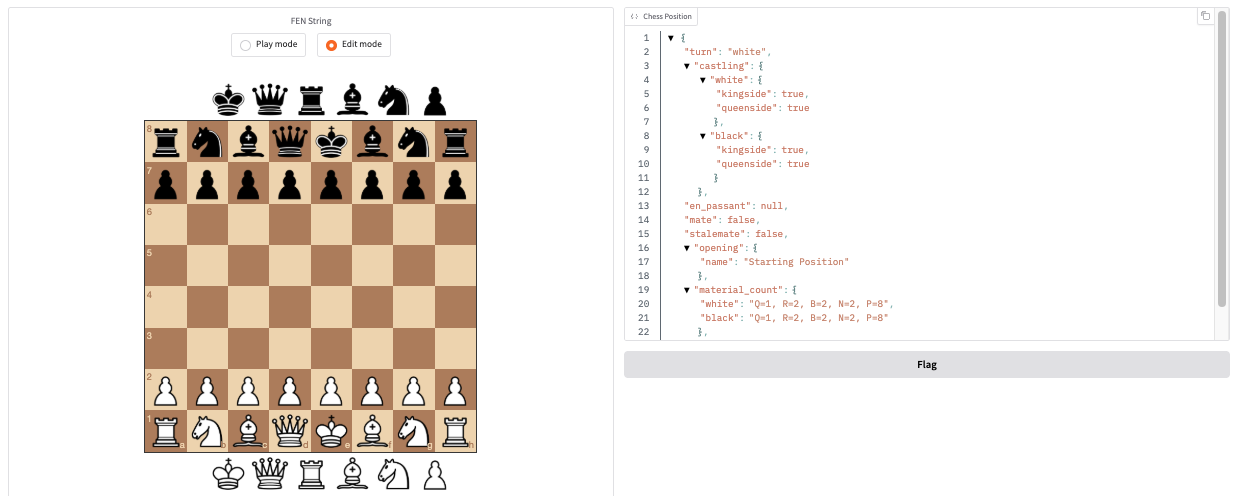 FEN String
Play mode
Edit mode
8
7
6
5
4
3
2
1
a b c d e f g h
Chess Position
1 ▼ {
2 "turn": "white",
3 ▼ "castling": {
4 ▼ "white": {
5 "kingside": true,
6 "queenside": true
7 },
8 ▼ "black": {
9 "kingside": true,
10 "queenside": true
11 }
12 },
13 "en_passant": null,
14 "mate": false,
15 "stalemate": false,
16 ▼ "opening": {
17 "name": "Starting Position"
18 },
19 ▼ "material_count": {
20 "white": "Q=1, R=2, B=2, N=2, P=8",
21 "black": "Q=1, R=2, B=2, N=2, P=8"
22 },
Flag